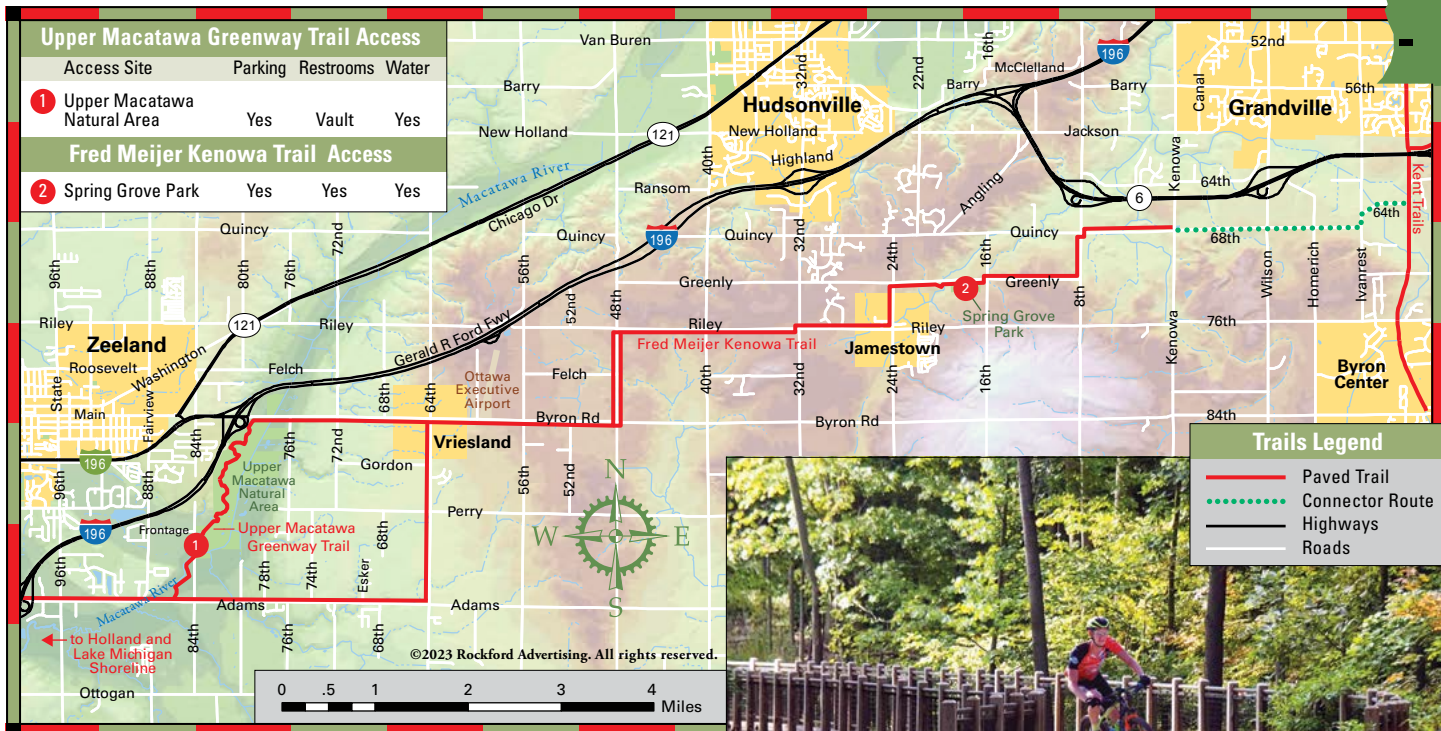 Upper Macatawa Greenway Trail Access
Access Site Parking Restrooms Water
1 Upper Macatawa
Natural Area Yes Vault Yes
Fred Meijer Kenowa Trail Access
2 Spring Grove Park Yes Yes Yes
Van Buren
Barry
New Holland
121
Macatawa River
Chicago Dr
Ransom
Quincy
72nd
Quincy
196
Hudsonville
New Holland
Highland
40th
32nd
22nd
16th
McClelland
Barry
196
Barry
Jackson
Canal
52nd
Grandville
56th
Kenowa
64th
6
Angling
Quincy
32nd
24th
16th
Quincy
68th
64th
Kent Trails
96th
88th
80th
76th
56th
52nd
48th
Greenly
Greenly
2
Spring Grove
Park
8th
Wilson
Homerich
Ivanrest
Riley
121
Riley
Riley
Riley
76th
Fred Meijer Kenowa Trail
Jamestown
Zeeland
Roosevelt
Washington
State
Main
Fairview
Felch
Gerald R Ford Fwy
68th
64th
Ottawa
Executive
Airport
Felch
40th
32nd
24th
16th
Kenowa
Byron
Center
Byron Rd
Byron Rd
84th
84th
76th
72nd
Vriesland
196
96th
88th
Upper
Macatawa
Natural
Area
Gordon
56th
52nd
196
Frontage
1
Upper Macatawa
Greenway Trail
68th
Perry
N
W E
S
96th
Macatawa River
78th
74th
Esker
Adams
Adams
to Holland and
Lake Michigan
Shoreline
84th
76th
68th
Ottogan
©2023 Rockford Advertising. All rights reserved.
0 .5 1 2 3 4
Miles
Trails Legend
Paved Trail
Connector Route
Highways
Roads